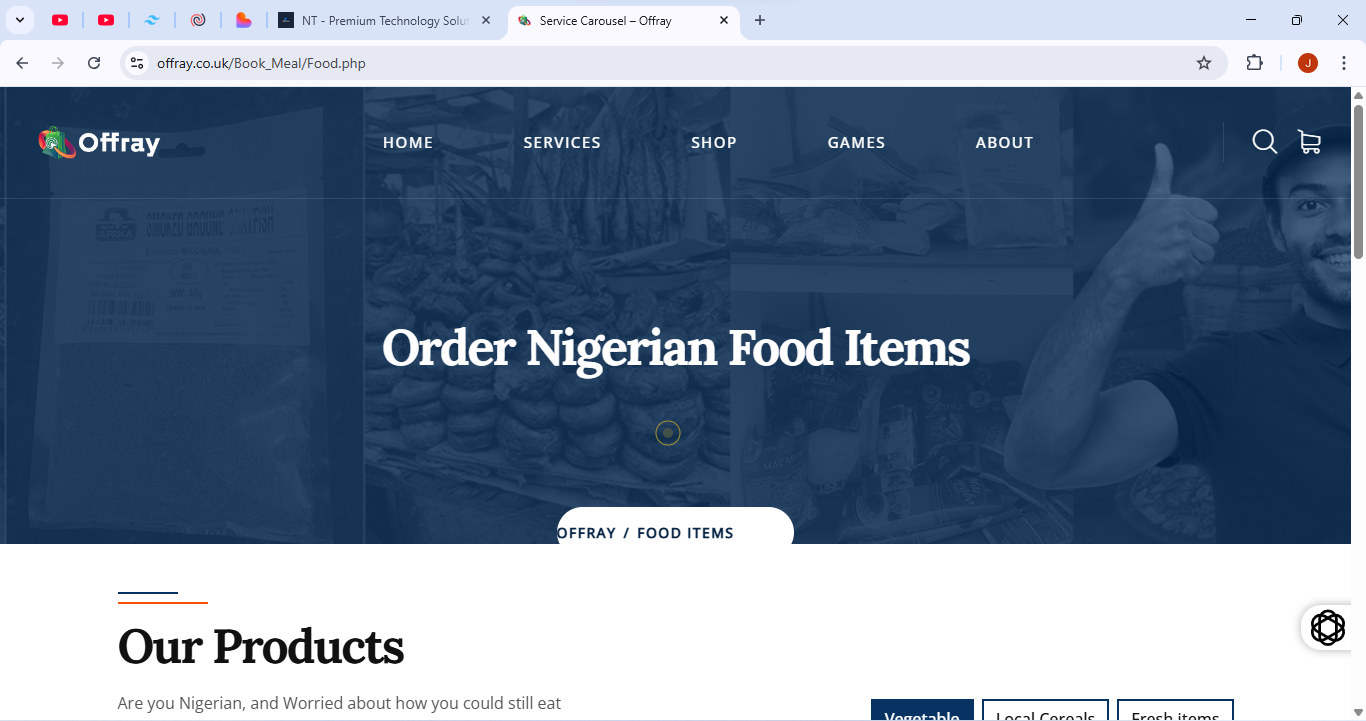 NT - Premium Technology Solut
Service Carousel – Offray
offray.co.uk/Book_Meal/Food.php
J
Offray
HOME
SERVICES
SHOP
GAMES
ABOUT
Order Nigerian Food Items
OFFRAY / FOOD ITEMS
Our Products
Are you Nigerian, and Worried about how you could still eat
Vegetable
Local Cereals
Fresh items